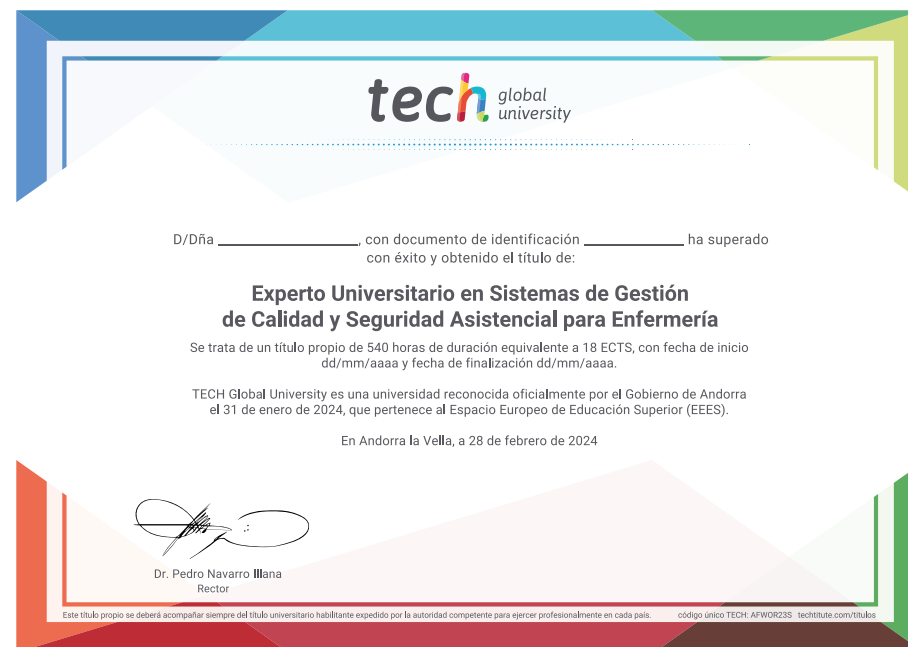 tech global university
D/Dña ____________, con documento de identificación ____________ ha superado
con éxito y obtenido el título de:
Experto Universitario en Sistemas de Gestión
de Calidad y Seguridad Asistencial para Enfermería
Se trata de un título propio de 540 horas de duración equivalente a 18 ECTS, con fecha de inicio
dd/mm/aaaa y fecha de finalización dd/mm/aaaa.
TECH Global University es una universidad reconocida oficialmente por el Gobierno de Andorra
el 31 de enero de 2024, que pertenece al Espacio Europeo de Educación Superior (EEES).
En Andorra la Vella, a 28 de febrero de 2024
Dr. Pedro Navarro Illana
Rector
Este título propio se deberá acompañar siempre del título universitario habilitante expedido por la autoridad competente para ejercer profesionalmente en cada país. código único TECH: AFWOR23S techtitute.com/titulos